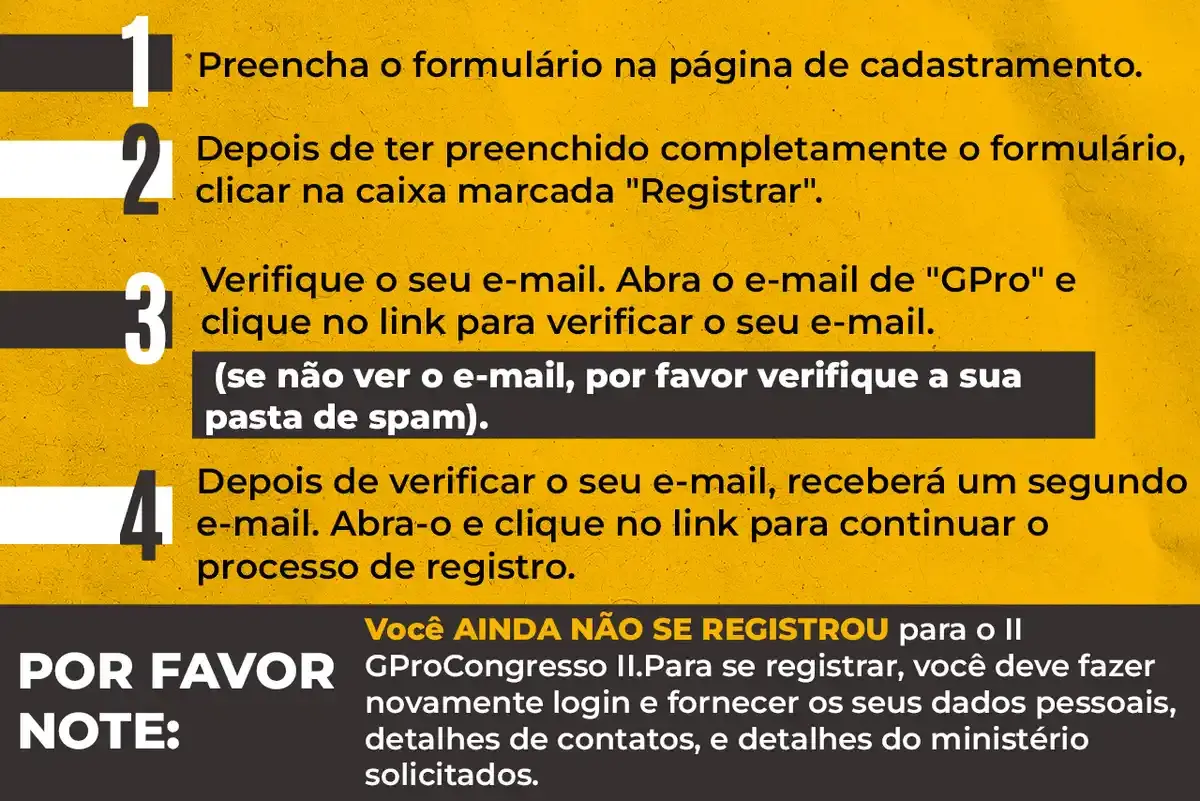 1
Preencha o formulário na página de cadastramento.
2
Depois de ter preenchido completamente o formulário,
clicar na caixa marcada "Registrar".
3
Verifique o seu e-mail. Abra o e-mail de "GPro" e
clique no link para verificar o seu e-mail.
(se não ver o e-mail, por favor verifique a sua
pasta de spam).
4
Depois de verificar o seu e-mail, receberá um segundo
e-mail. Abra-o e clique no link para continuar o
processo de registro.
POR FAVOR
NOTE:
Você AINDA NÃO SE REGISTROU para o II
GProCongresso II.Para se registrar, você deve fazer
novamente login e fornecer os seus dados pessoais,
detalhes de contatos, e detalhes do ministério
solicitados.